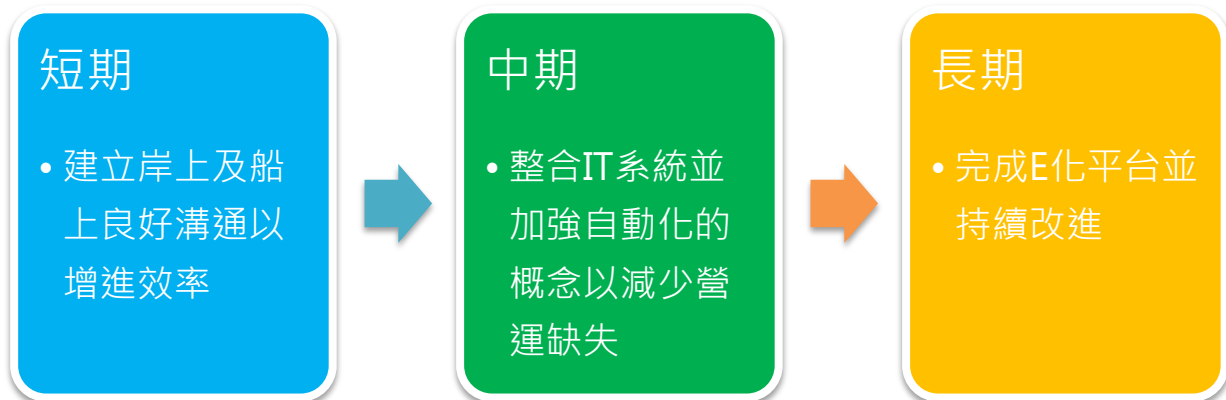 短期
• 建立岸上及船
上良好溝通以
增進效率
中期
• 整合IT系統並
加強自動化的
概念以減少營
運缺失
長期
• 完成E化平台並
持續改進